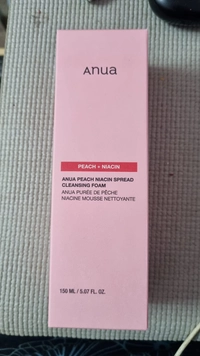 Anua
PEACH + NIACIN
ANUA PEACH NIACIN SPREAD
CLEANSING FOAM
ANUA PURÉE DE PÊCHE
NIACINE MOUSSE NETTOYANTE
150 ML / 5.07 FL. OZ.